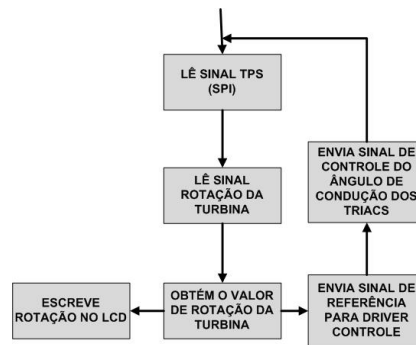 LÊ SINAL TPS
(SPI)
LÊ SINAL
ROTAÇÃO DA
TURBINA
ENVIA SINAL DE
CONTROLE DO
ÂNGULO DE
CONDUÇÃO DOS
TRIACS
ESCREVE
ROTAÇÃO NO LCD
OBTÉM O VALOR
DE ROTAÇÃO DA
TURBINA
ENVIA SINAL DE
REFERÊNCIA
PARA DRIVER
CONTROLE